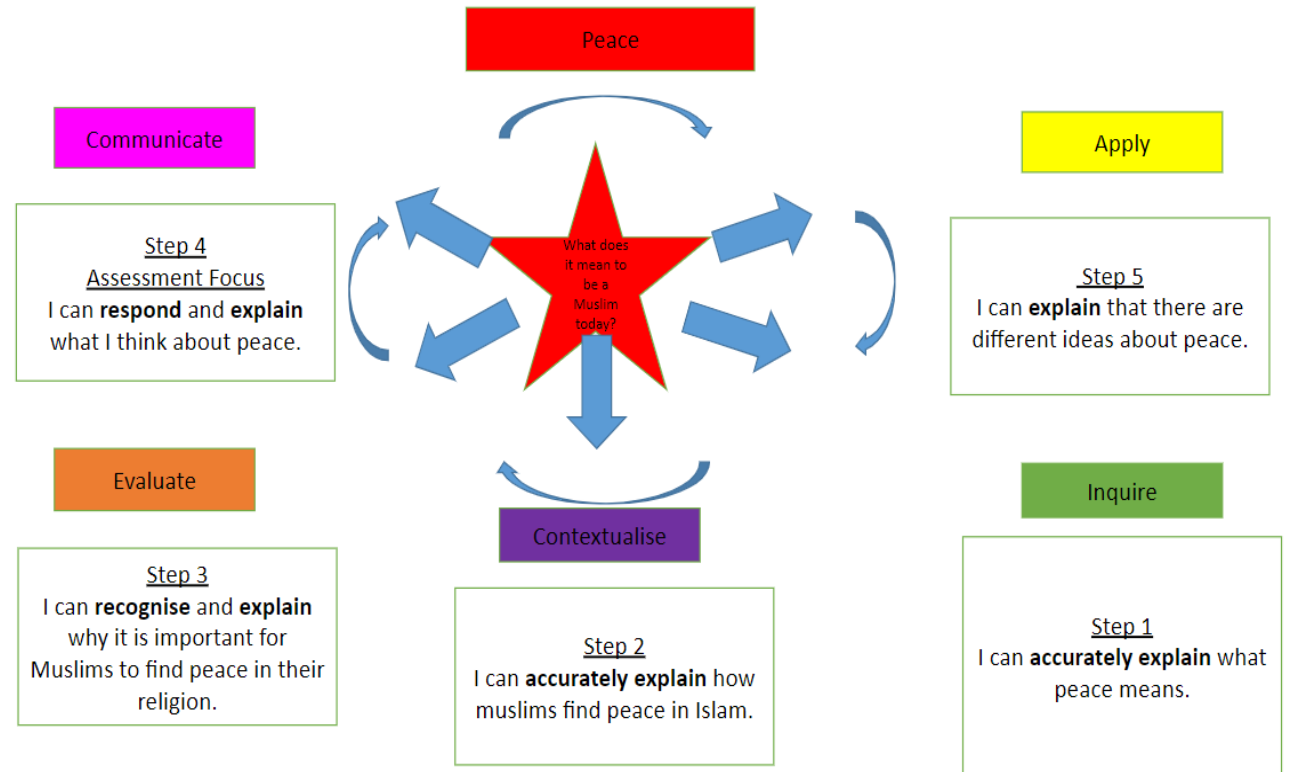 Peace
Communicate
Apply
Step 4
Assessment Focus
I can respond and explain
what I think about peace.
What does
it mean to
be a
Muslim
today?
Step 5
I can explain that there are
different ideas about peace.
Evaluate
Contextualise
Inquire
Step 3
I can recognise and explain
why it is important for
Muslims to find peace in their
religion.
Step 2
I can accurately explain how
muslims find peace in Islam.
Step 1
I can accurately explain what
peace means.